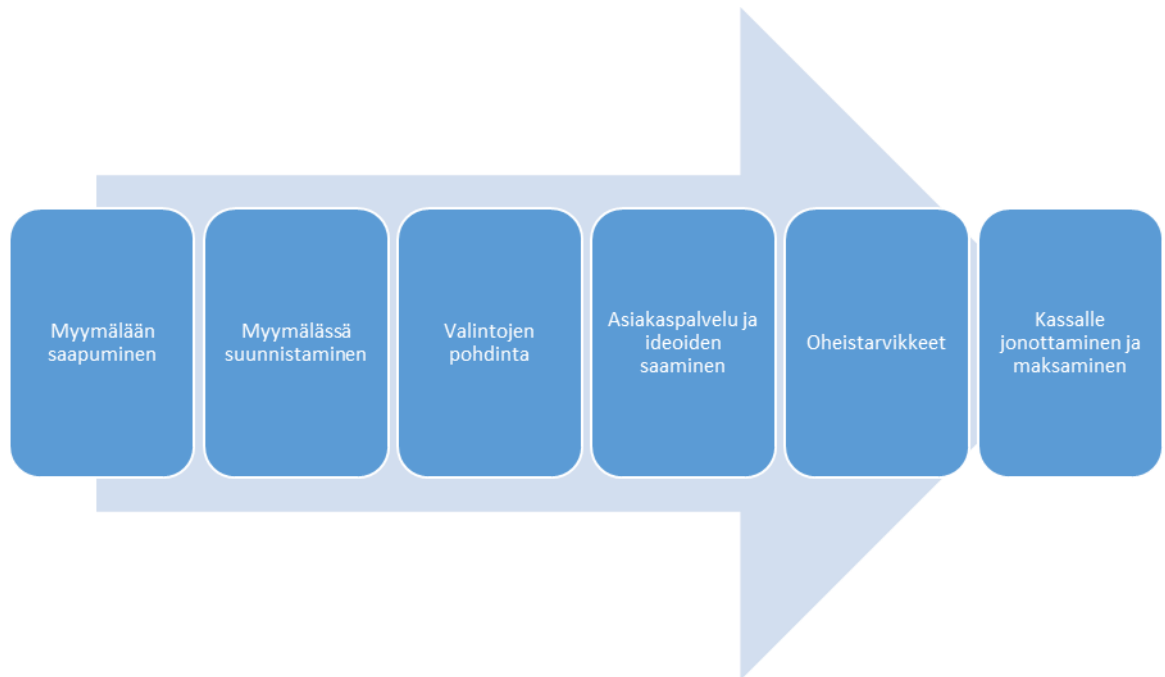 Myymälään
saapuminen
Myymälässä
suunnistaminen
Valintojen
pohdinta
Asiakaspalvelu ja
ideoiden
saaminen
Oheistarvikkeet
Kassalle
jonottaminen ja
maksaminen